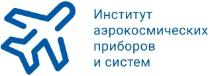 Институт
аэрокосмических
приборов
и систем